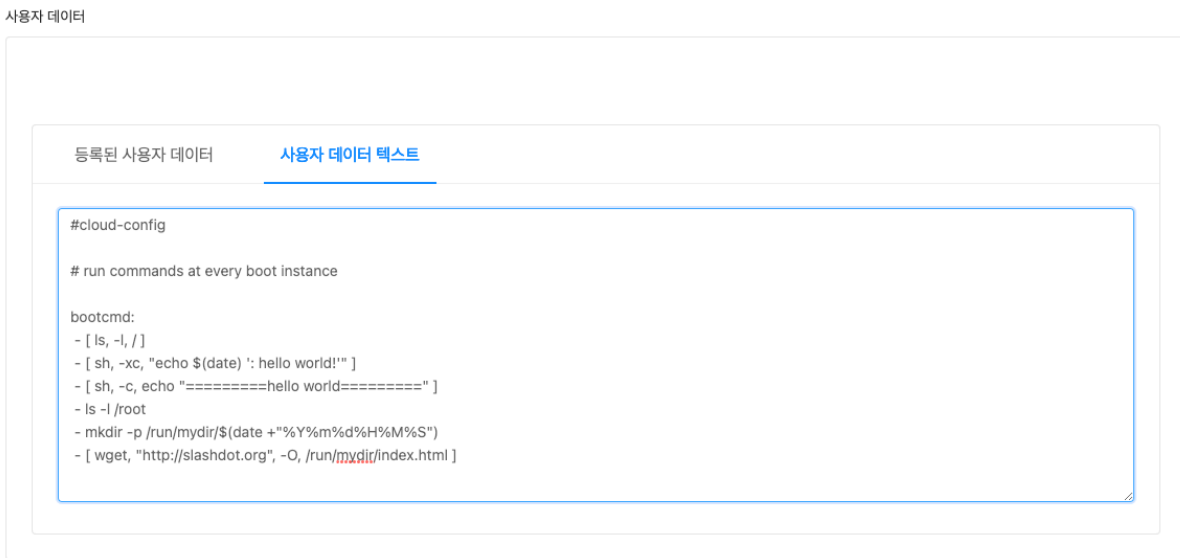 사용자 데이터
등록된 사용자 데이터
사용자 데이터 텍스트
#cloud-config
# run commands at every boot instance
bootcmd:
- [ ls, -l, / ]
- [ sh, -xc, "echo $(date) ': hello world!'" ]
- [ sh, -c, echo "=========hello world=========" ]
- ls -l /root
- mkdir -p /run/mydir/$(date +"%Y%m%d%H%M%S")
- [ wget, "http://slashdot.org", -O, /run/mydir/index.html ]